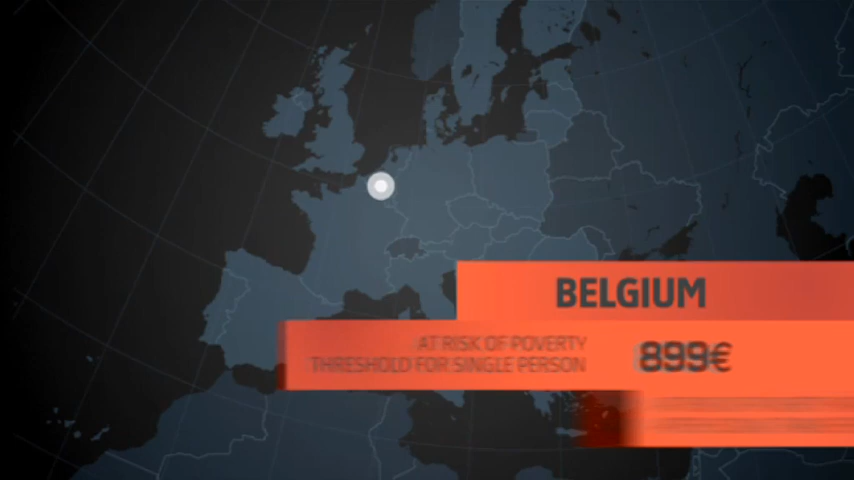 BELGIUM
AT RISK OF POVERTY
THRESHOLD FOR SINGLE PERSON
899€